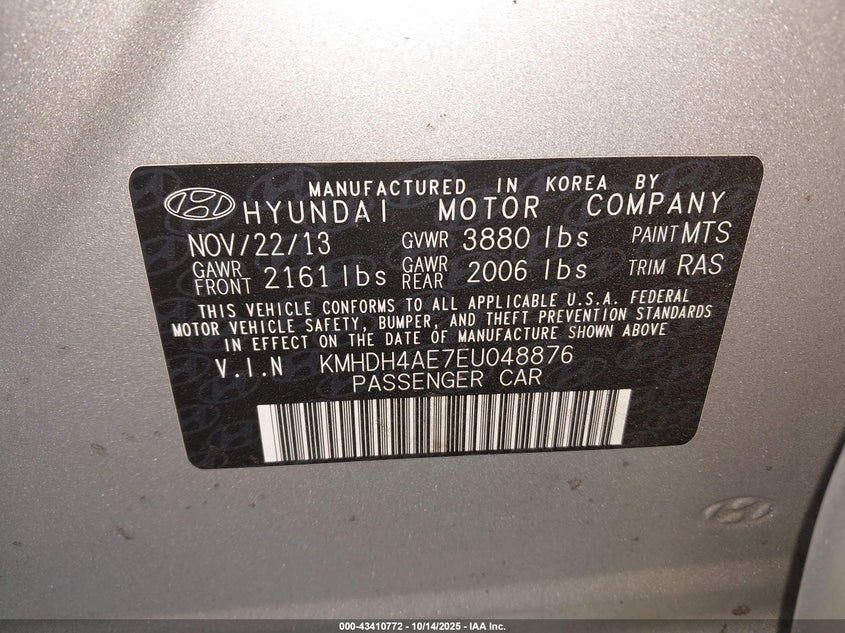 MANUFACTURED IN KOREA BY
HYUNDAI MOTOR COMPANY
NOV/22/13 GVWR 3880 lbs PAINT MTS
GAWR FRONT 2161 lbs GAWR REAR 2006 lbs TRIM RAS
THIS VEHICLE CONFORMS TO ALL APPLICABLE U.S.A. FEDERAL
MOTOR VEHICLE SAFETY, BUMPER, AND THEFT PREVENTION STANDARDS
IN EFFECT ON THE DATE OF MANUFACTURE SHOWN ABOVE
V.I.N KMHDH4AE7EU048876
PASSENGER CAR
000-43410772 | 10/14/2025 - IAA Inc.